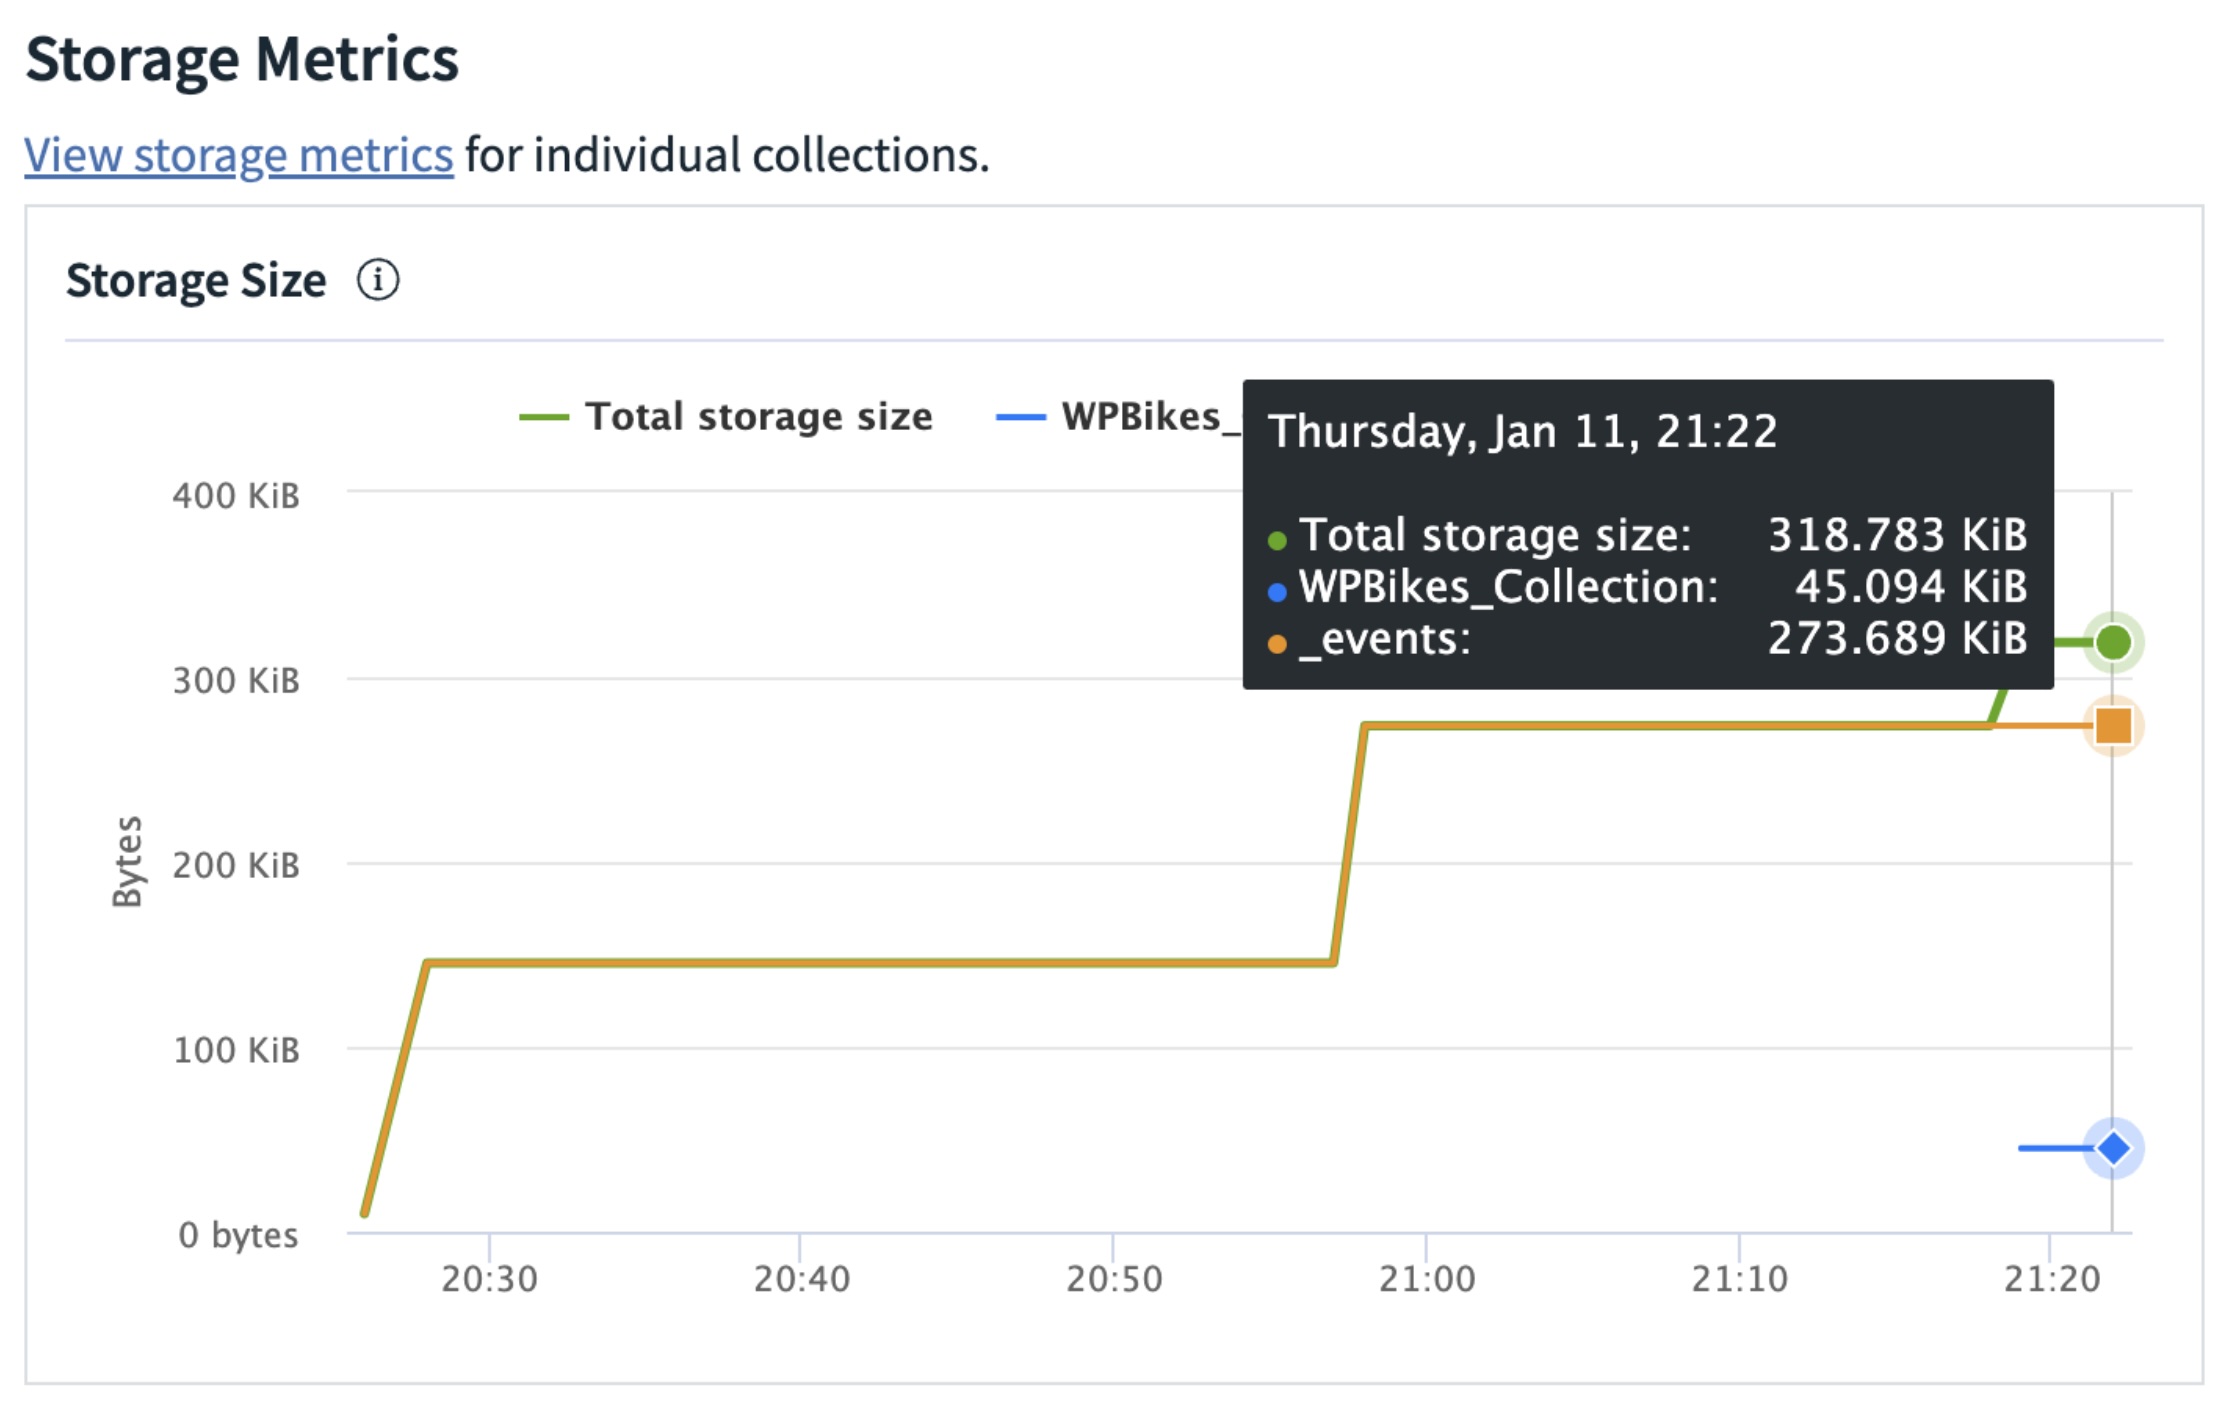 Storage Metrics
View storage metrics for individual collections.
Storage Size
Total storage size WPBikes_
Thursday, Jan 11, 21:22
Total storage size: 318.783 KiB
WPBikes_Collection: 45.094 KiB
_events: 273.689 KiB
400 KiB
300 KiB
200 KiB
100 KiB
0 bytes
Bytes
20:30 20:40 20:50 21:00 21:10 21:20